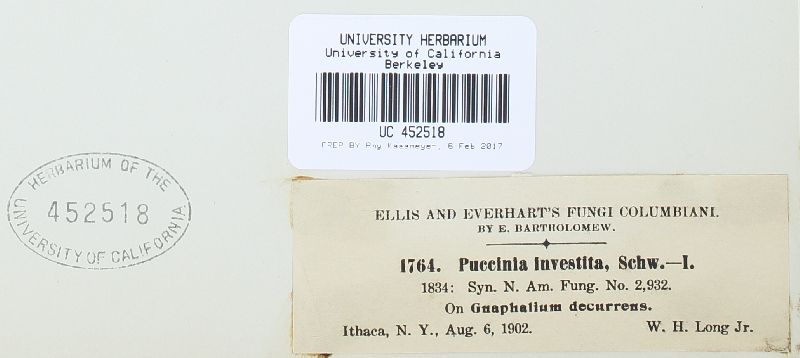 UNIVERSITY HERBARIUM
University of California
Berkeley
UC 452518
PREP BY Roy Kasameyer, 6 Feb 2017
HERBARIUM OF THE
452518
UNIVERSITY OF CALIFORNIA
ELLIS AND EVERHART'S FUNGI COLUMBIANI.
BY E. BARTHOLOMEW.
1764. Puccinia investita, Schw.—I.
1834: Syn. N. Am. Fung. No. 2,932.
On Gnaphalium decurrens.
Ithaca, N. Y., Aug. 6, 1902. W. H. Long Jr.